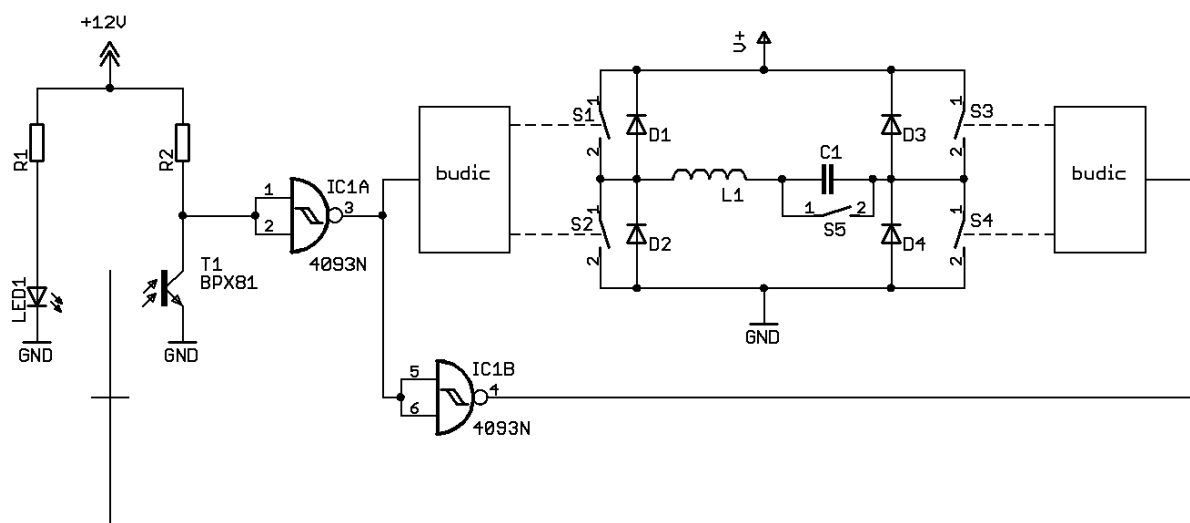 +12V
V+
R1
R2
S1
S3
D1
D3
C1
1
2
1
2
budic
budic
IC1A
L1
1
2
3
1
2
S5
S2
S4
D2
D4
1
2
1
2
4093N
T1
BPX81
LED1
GND
GND
GND
IC1B
5
6
4
4093N